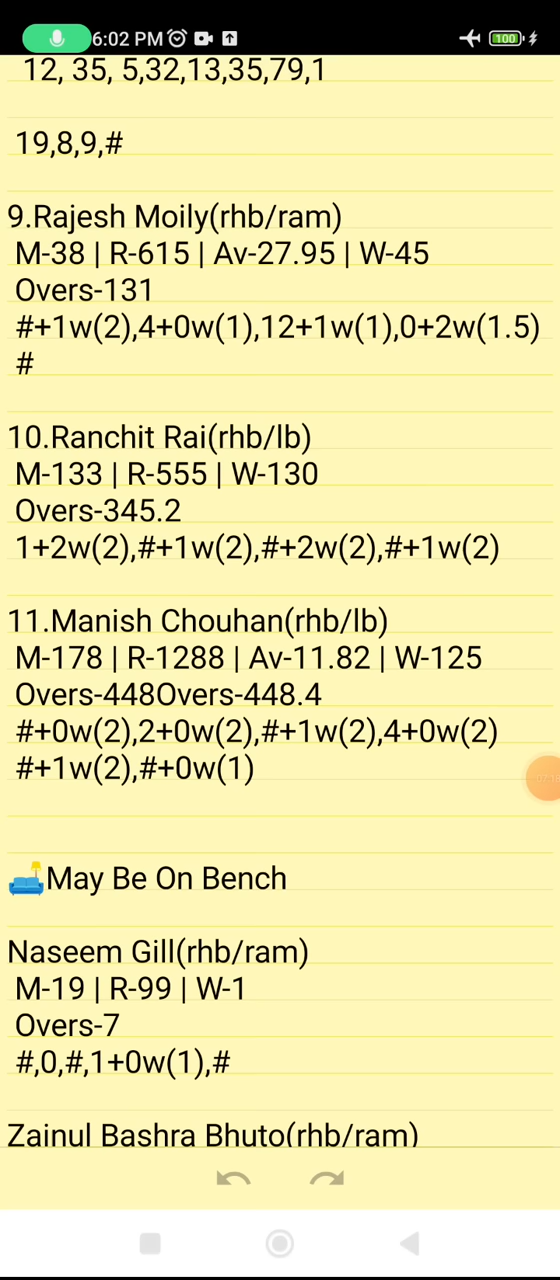 6:02 PM
100
12, 35, 5,32,13,35,79,1
19,8,9,#
9.Rajesh Moily(rhb/ram)
M-38 | R-615 | Av-27.95 | W-45
Overs-131
#+1w(2),4+0w(1),12+1w(1),0+2w(1.5)
#
10.Ranchit Rai(rhb/lb)
M-133 | R-555 | W-130
Overs-345.2
1+2w(2),#+1w(2),#+2w(2),#+1w(2)
11.Manish Chouhan(rhb/lb)
M-178 | R-1288 | Av-11.82 | W-125
Overs-448Overs-448.4
#+0w(2),2+0w(2),#+1w(2),4+0w(2)
#+1w(2),#+0w(1)
🛋️May Be On Bench
Naseem Gill(rhb/ram)
M-19 | R-99 | W-1
Overs-7
#,0,#,1+0w(1),#
Zainul Bashra Bhuto(rhb/ram)